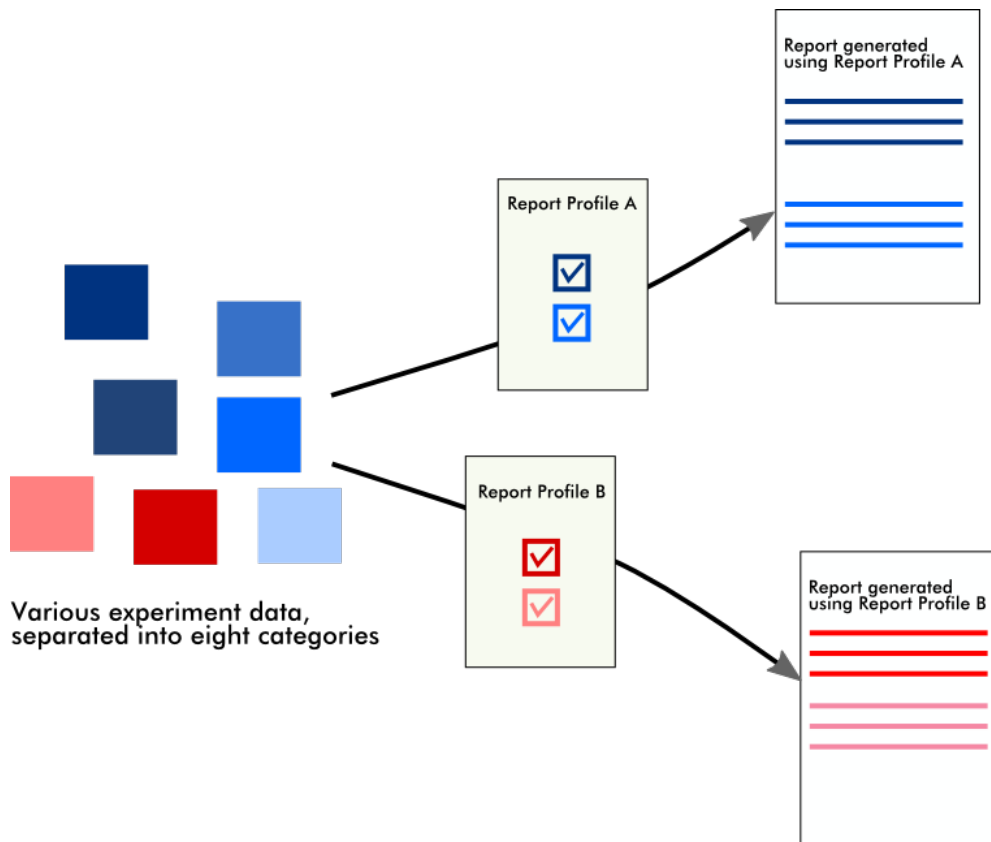 Report generated
using Report Profile A
Report Profile A
Report Profile B
Various experiment data,
separated into eight categories
Report generated
using Report Profile B